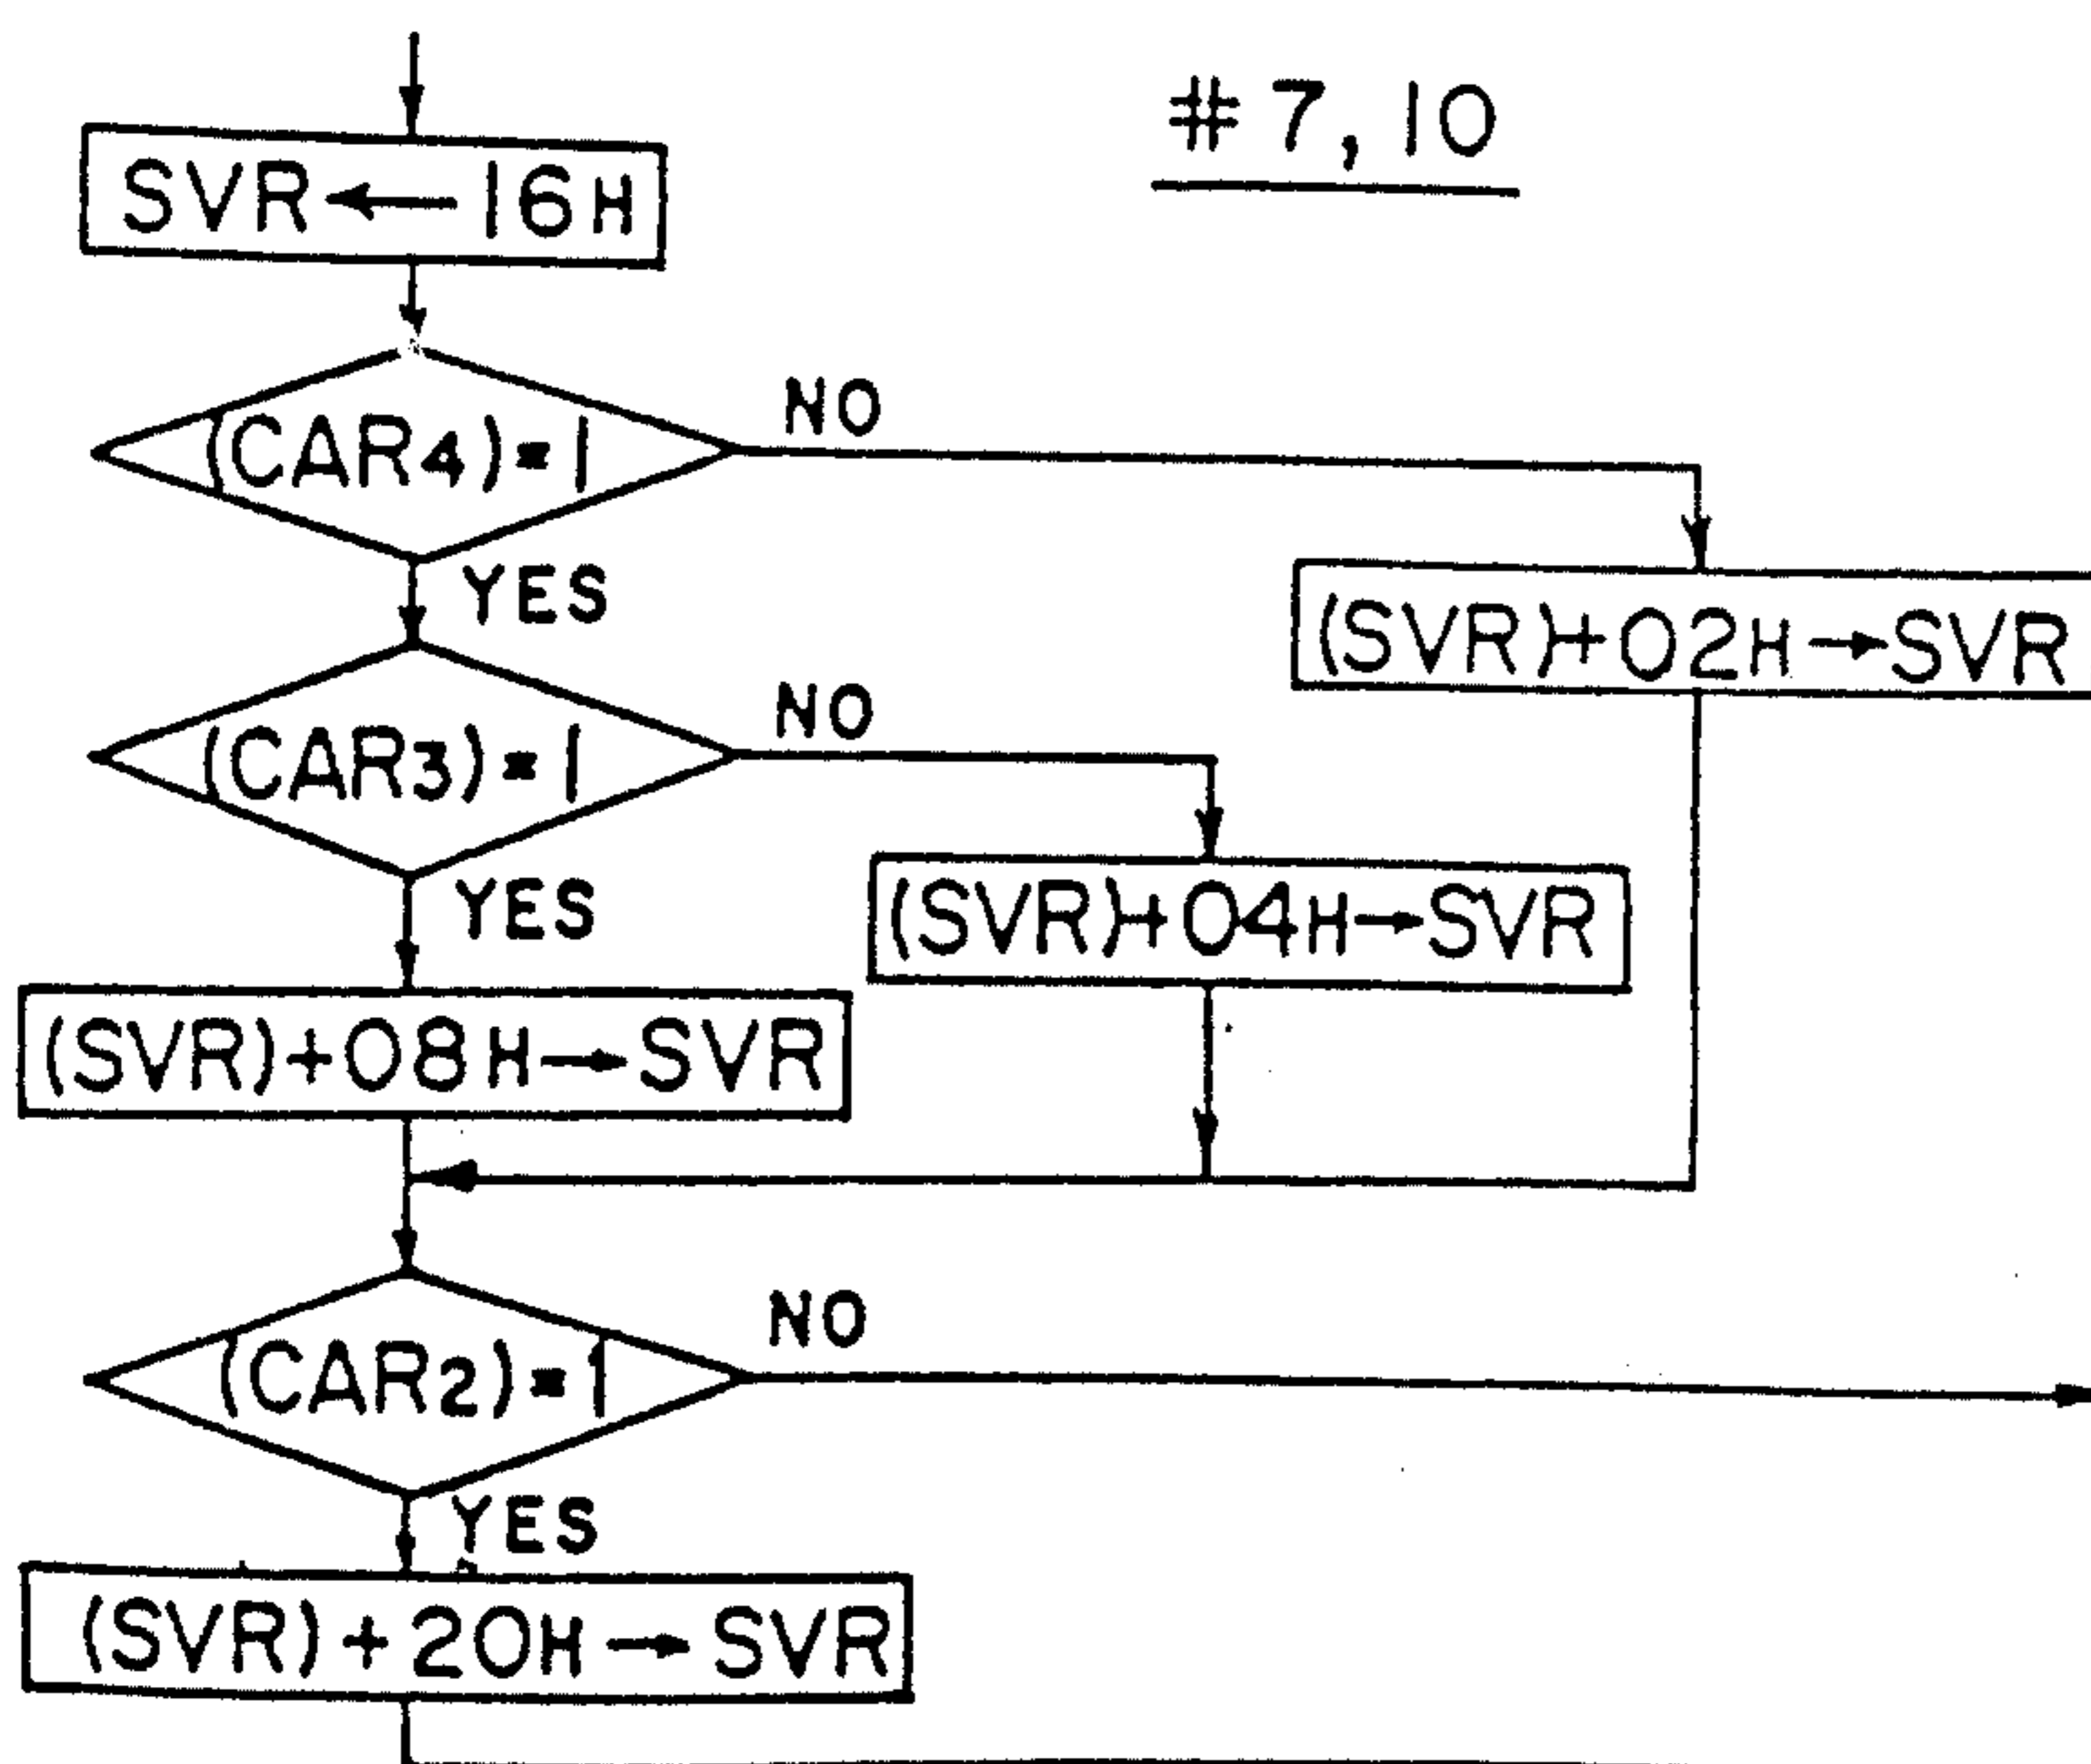 # 7, 10
SVR ← 16H
(CAR4) = 1
NO
YES
(SVR)+02H→SVR
(CAR3) = 1
NO
YES
(SVR)+04H→SVR
(SVR)+08H→SVR
(CAR2) = 1
NO
YES
(SVR)+20H→SVR